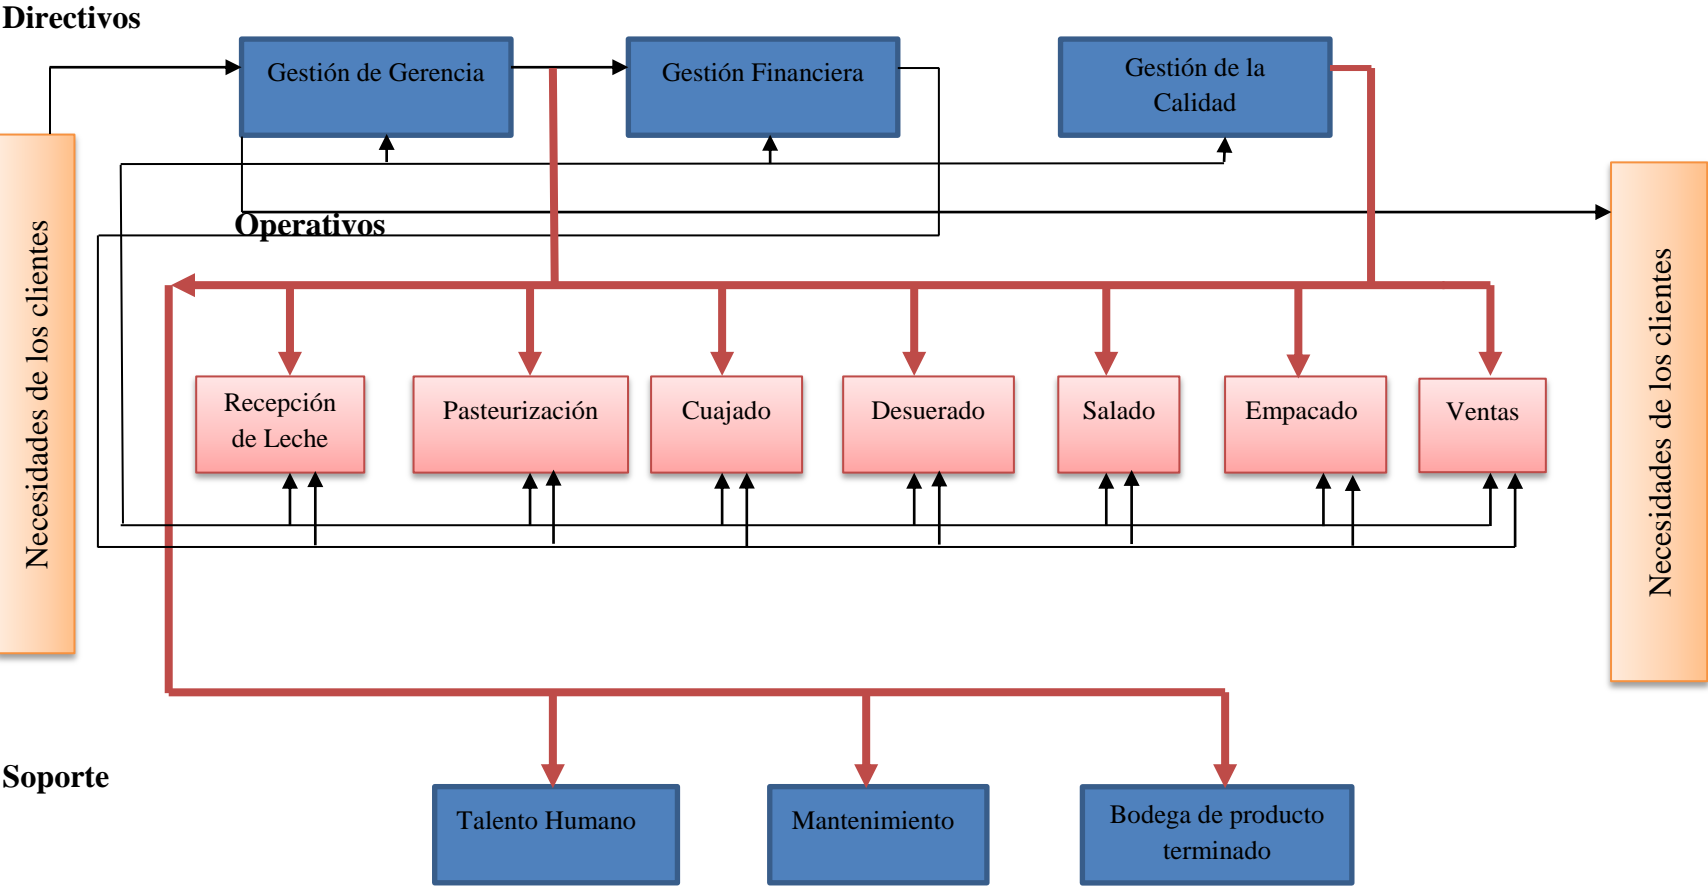 Directivos
Gestión de Gerencia
Gestión Financiera
Gestión de la
Calidad
Necesidades de los clientes
Operativos
Necesidades de los clientes
Recepción
de Leche
Pasteurización
Cuajado
Desuerado
Salado
Empacado
Ventas
Soporte
Talento Humano
Mantenimiento
Bodega de producto
terminado